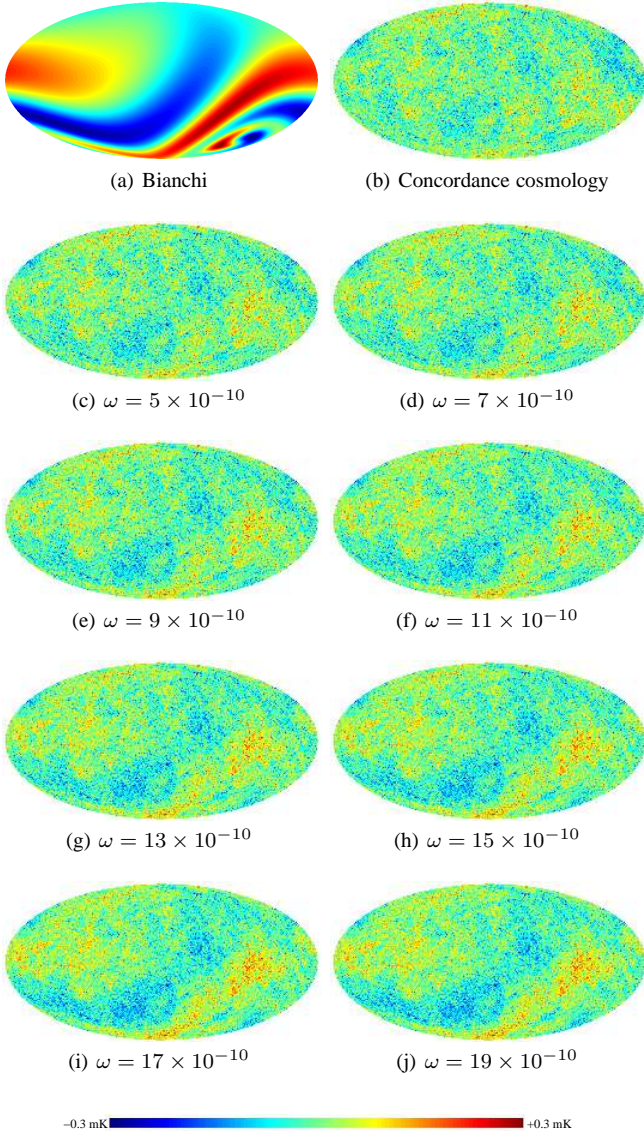 (a) Bianchi
(b) Concordance cosmology
(c) ω = 5 × 10⁻¹⁰
(d) ω = 7 × 10⁻¹⁰
(e) ω = 9 × 10⁻¹⁰
(f) ω = 11 × 10⁻¹⁰
(g) ω = 13 × 10⁻¹⁰
(h) ω = 15 × 10⁻¹⁰
(i) ω = 17 × 10⁻¹⁰
(j) ω = 19 × 10⁻¹⁰
−0.3 mK +0.3 mK